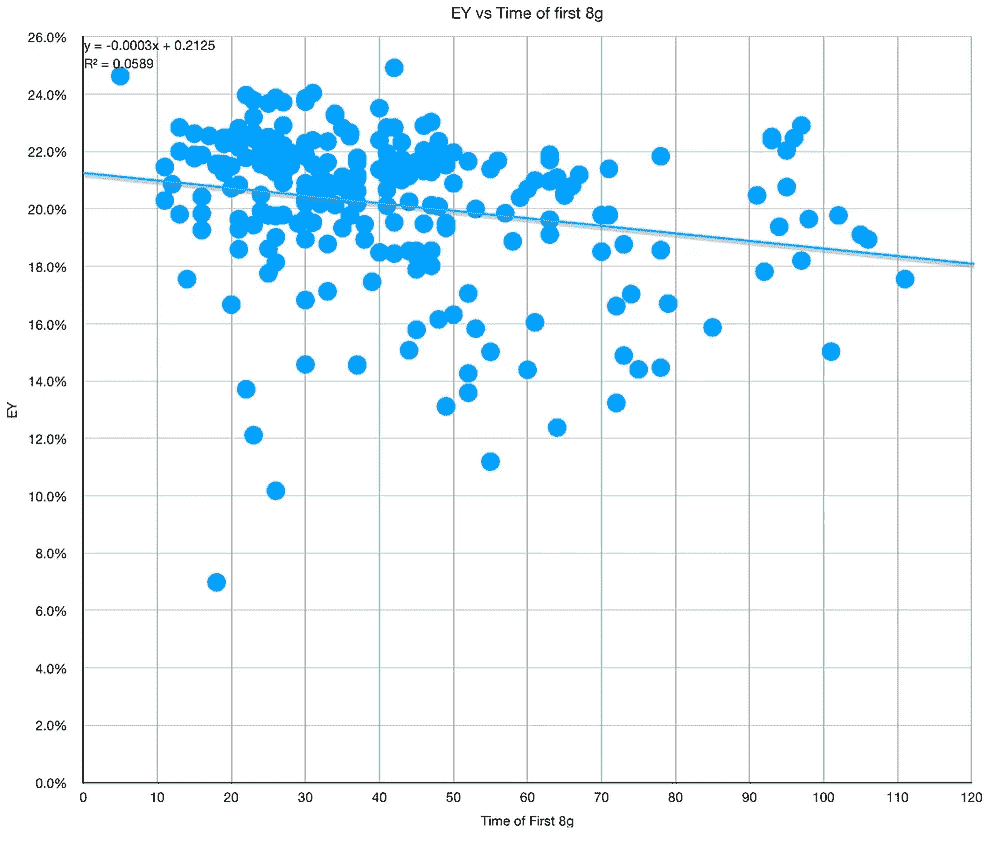 EY vs Time of first 8g
y = -0.0003x + 0.2125
R² = 0.0589
26.0%
24.0%
22.0%
20.0%
18.0%
16.0%
14.0%
12.0%
10.0%
8.0%
6.0%
4.0%
2.0%
0.0%
EY
0 10 20 30 40 50 60 70 80 90 100 110 120
Time of First 8g